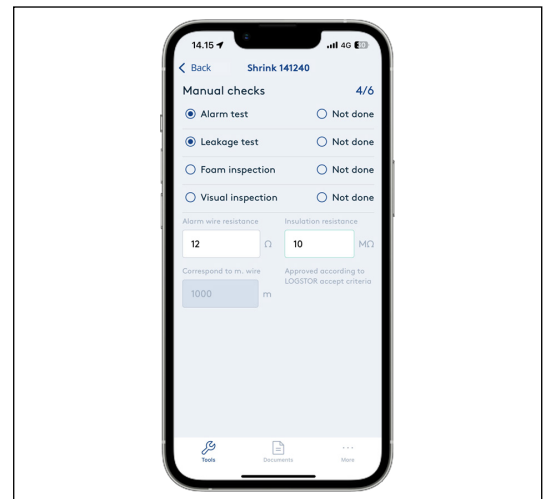 14.15
4G
Back
Shrink 141240
Manual checks 4/6
Alarm test Not done
Leakage test Not done
Foam inspection Not done
Visual inspection Not done
Alarm wire resistance Insulation resistance
12 Ω 10 MΩ
Correspond to m. wire Approved according to
LOGSTOR accept criteria
1000 m
Tools Documents More